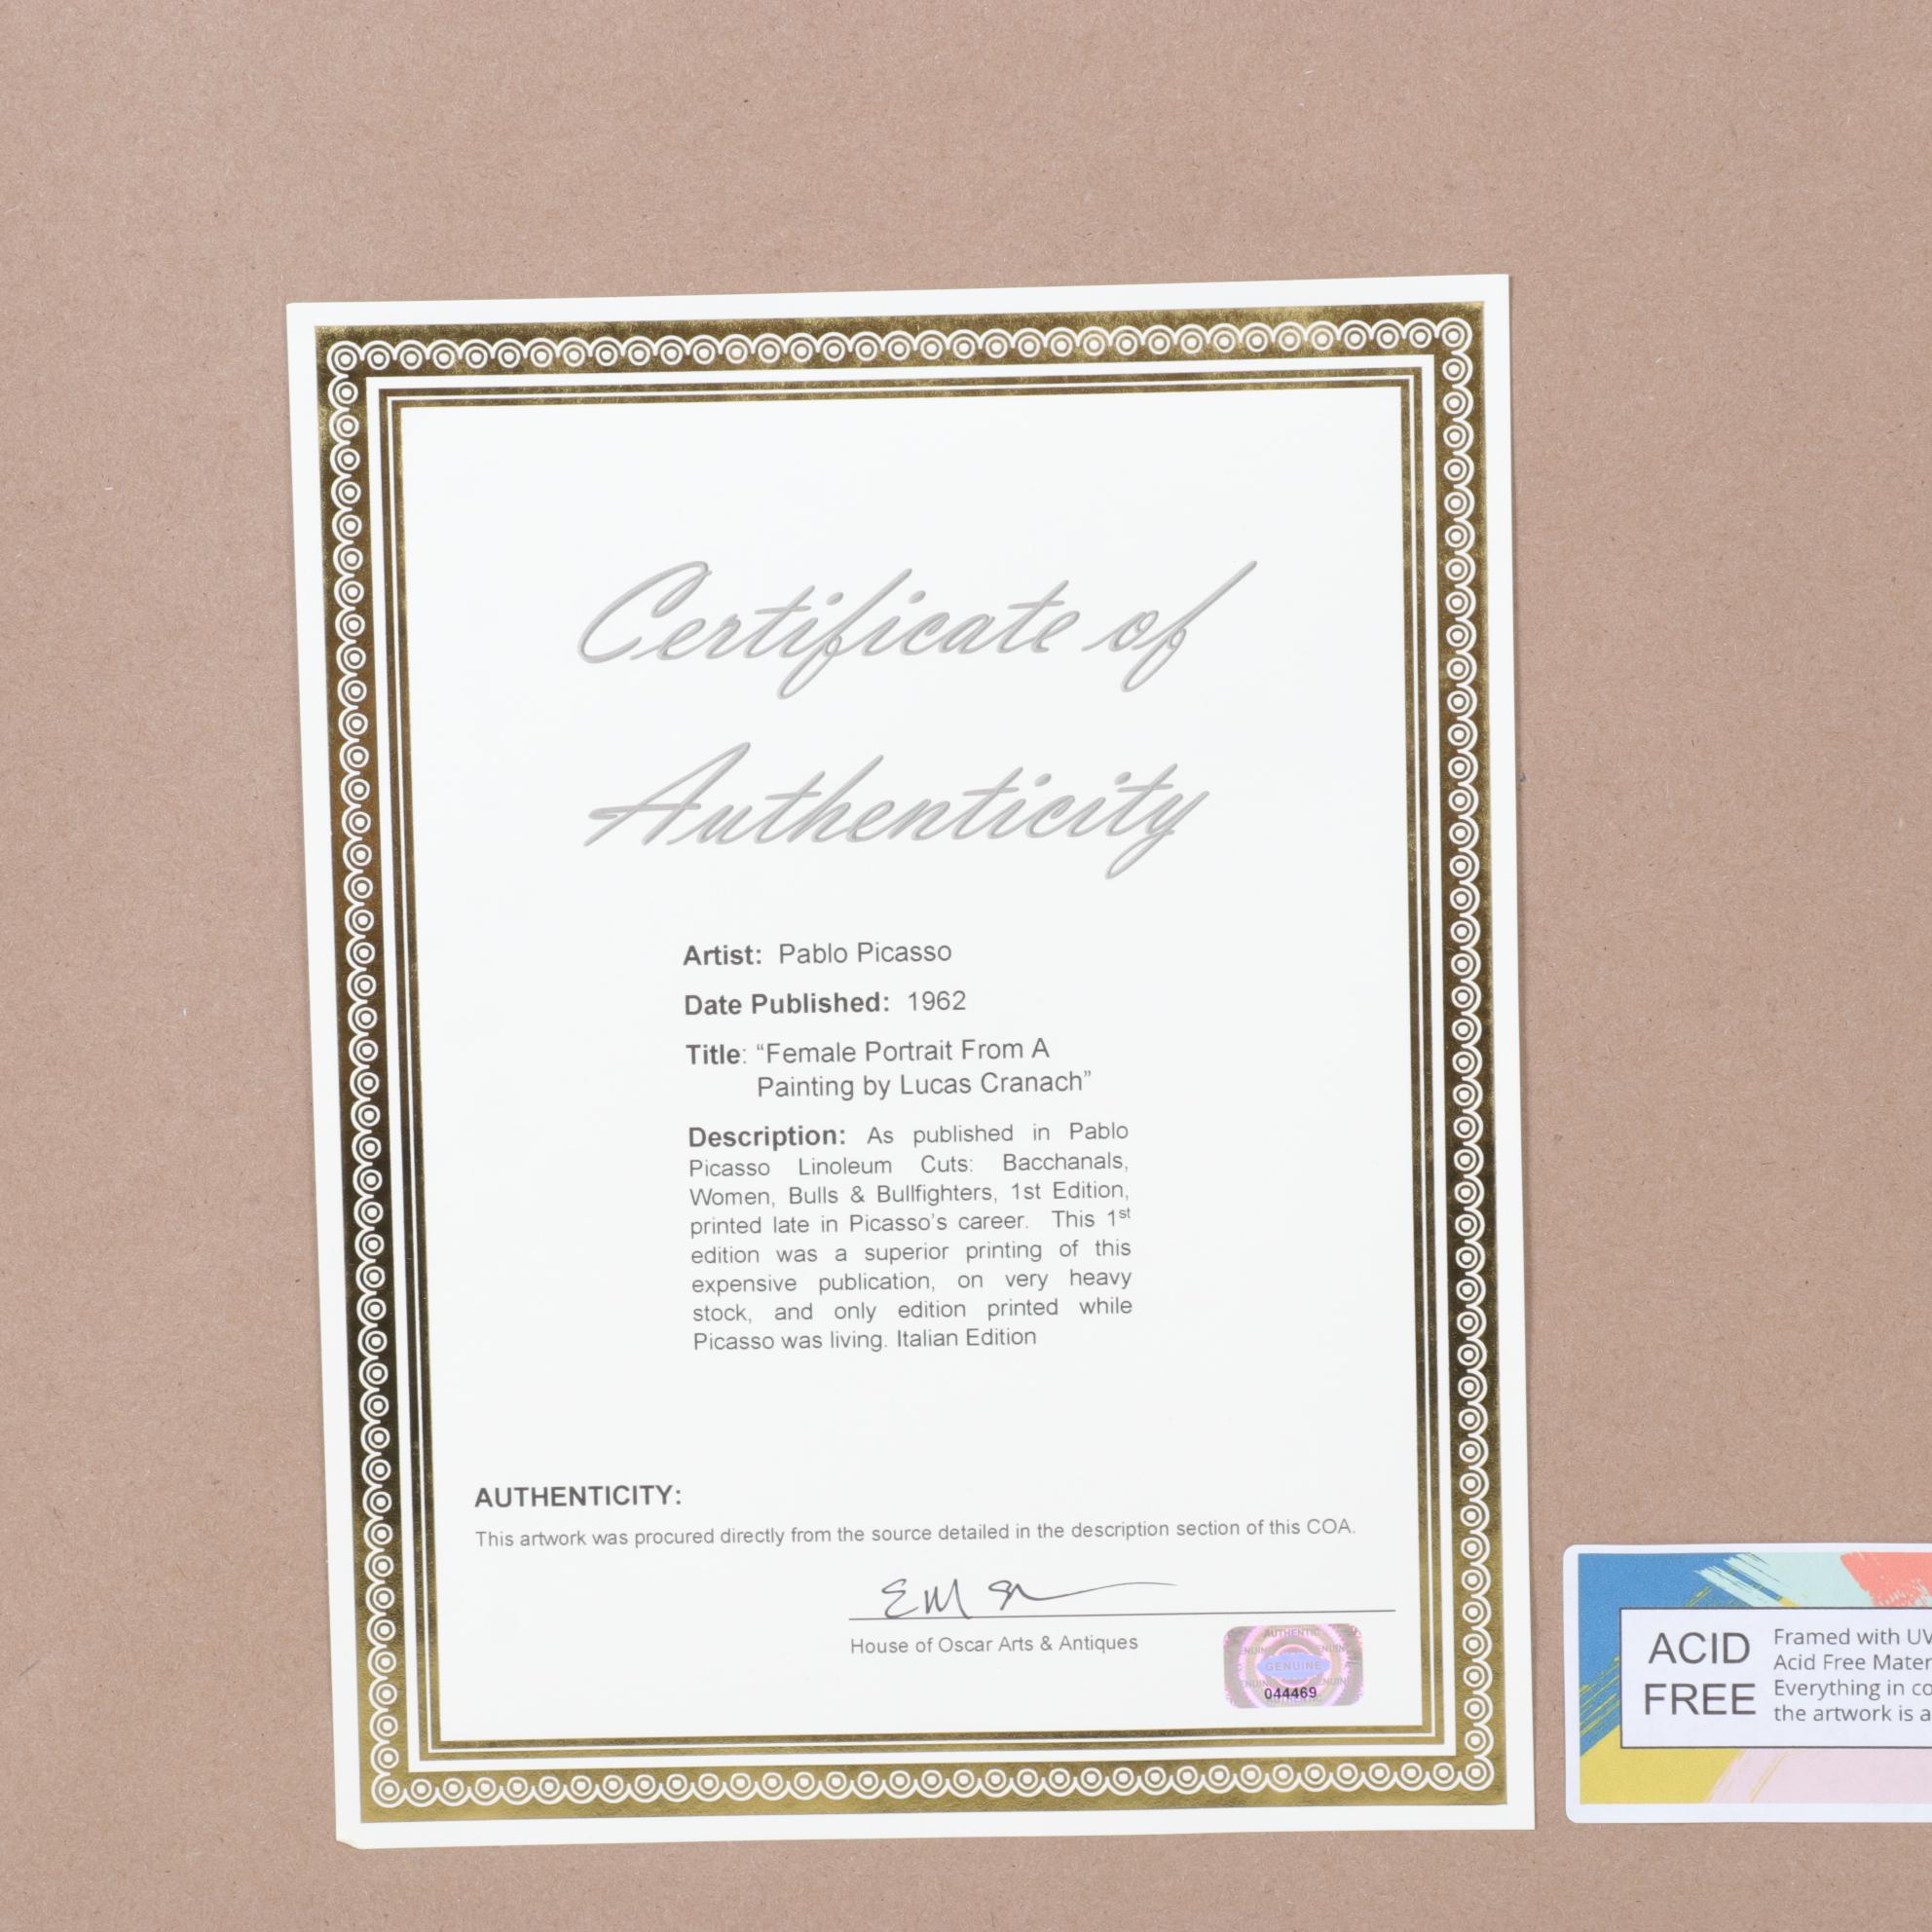 Certificate of
Authenticity
Artist: Pablo Picasso
Date Published: 1962
Title: “Female Portrait From A
Painting by Lucas Cranach”
Description: As published in Pablo
Picasso Linoleum Cuts: Bacchanals,
Women, Bulls & Bullfighters, 1st Edition,
printed late in Picasso’s career. This 1st
edition was a superior printing of this
expensive publication, on very heavy
stock, and only edition printed while
Picasso was living. Italian Edition
AUTHENTICITY:
This artwork was procured directly from the source detailed in the description section of this COA.
House of Oscar Arts & Antiques
AUTHENTIC
GENUINE
044469
ACID
FREE
Framed with UV
Acid Free Mater
Everything in co
the artwork is a